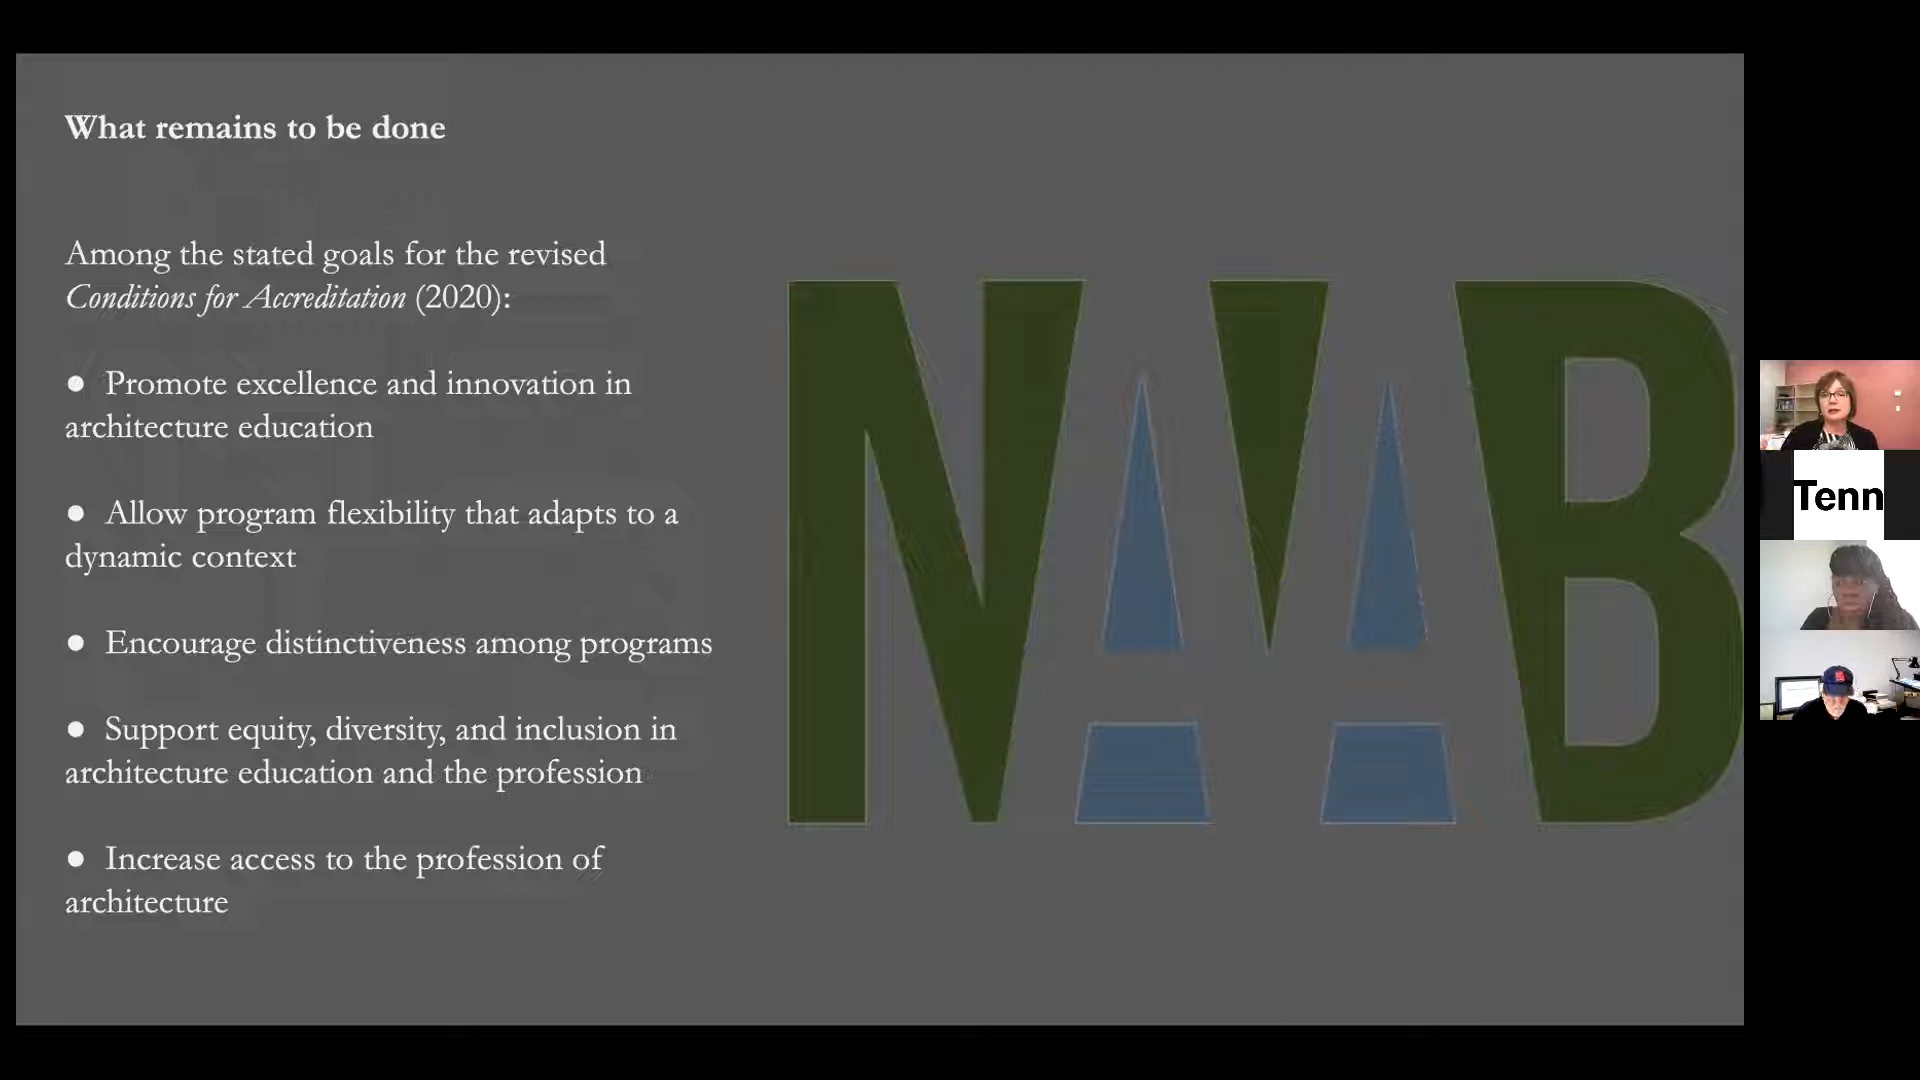 What remains to be done
Among the stated goals for the revised
Conditions for Accreditation (2020):
● Promote excellence and innovation in
architecture education
● Allow program flexibility that adapts to a
dynamic context
● Encourage distinctiveness among programs
● Support equity, diversity, and inclusion in
architecture education and the profession
● Increase access to the profession of
architecture
NAAB
Tenn